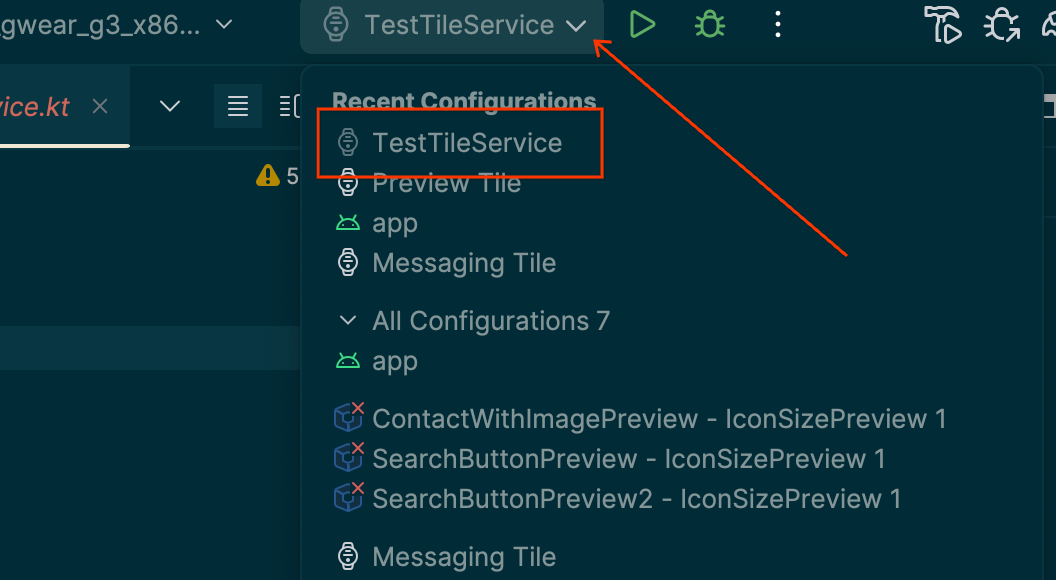 gwear_g3_x86...
TestTileService
ice.kt
5
Recent Configurations
TestTileService
Preview Tile
app
Messaging Tile
All Configurations 7
app
ContactWithImagePreview - IconSizePreview 1
SearchButtonPreview - IconSizePreview 1
SearchButtonPreview2 - IconSizePreview 1
Messaging Tile